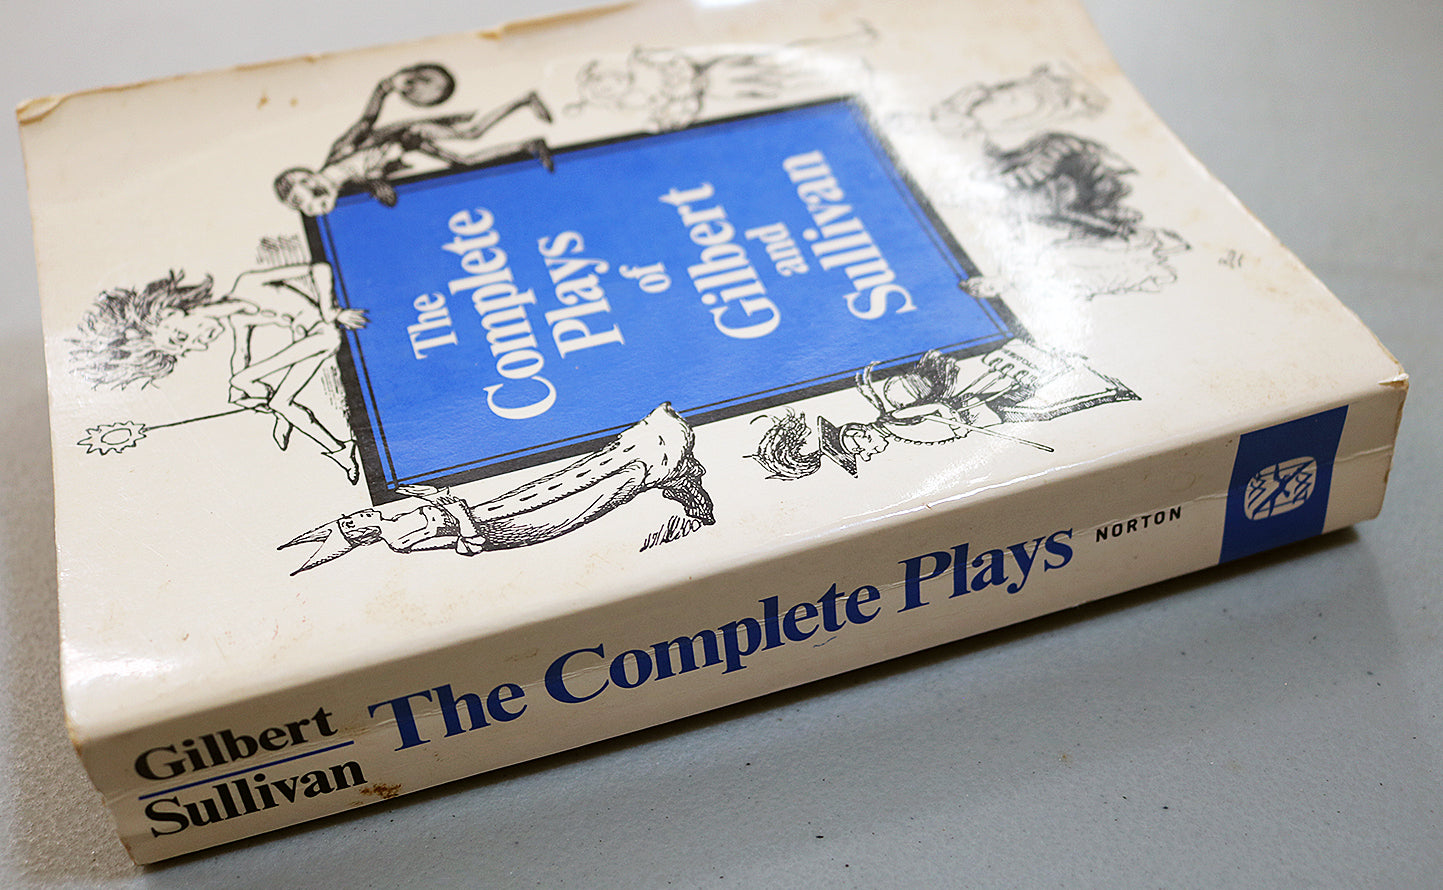 The
Complete
Plays
of
Gilbert
and
Sullivan
Gilbert
Sullivan
The Complete Plays
NORTON